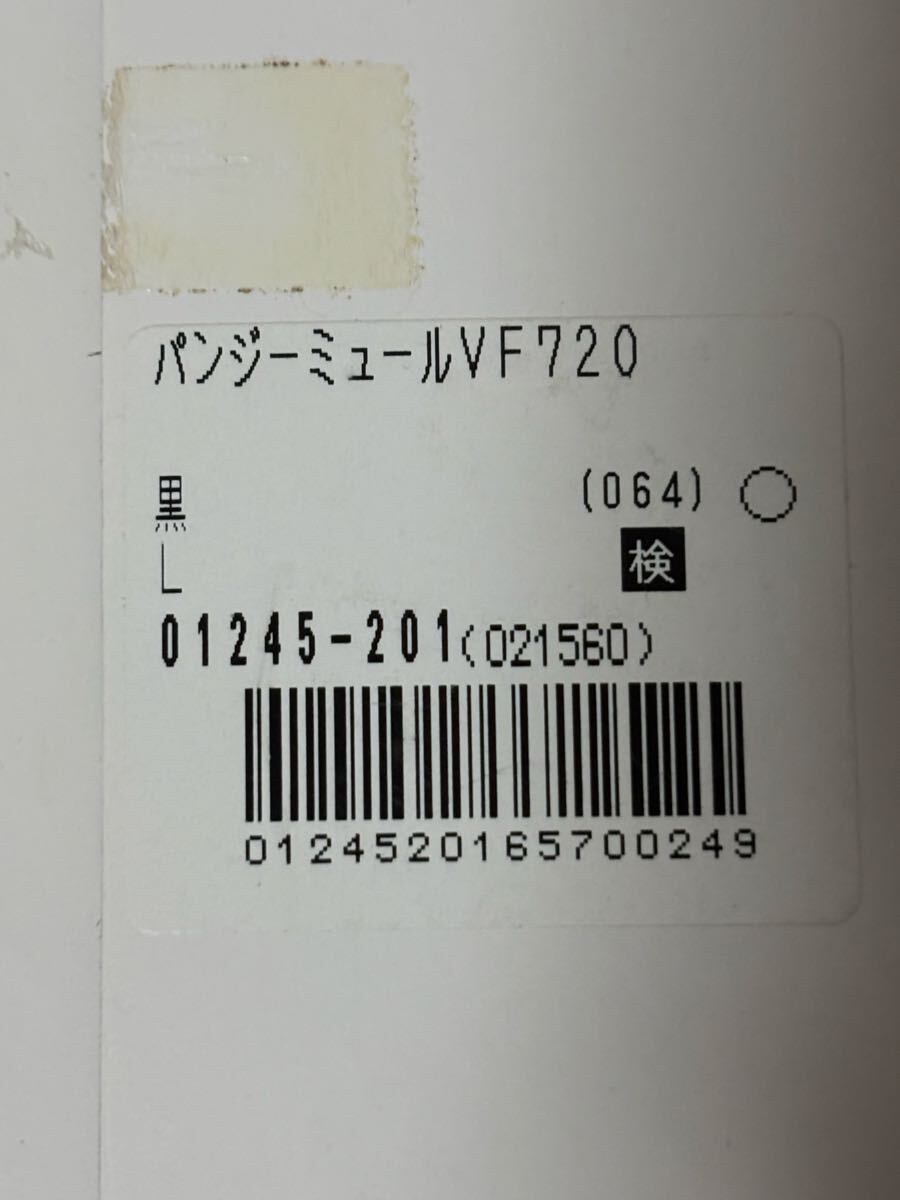 パンジーミュールVF720
黒 (064) ○
L 検
01245-201(021560)
0124520165700249